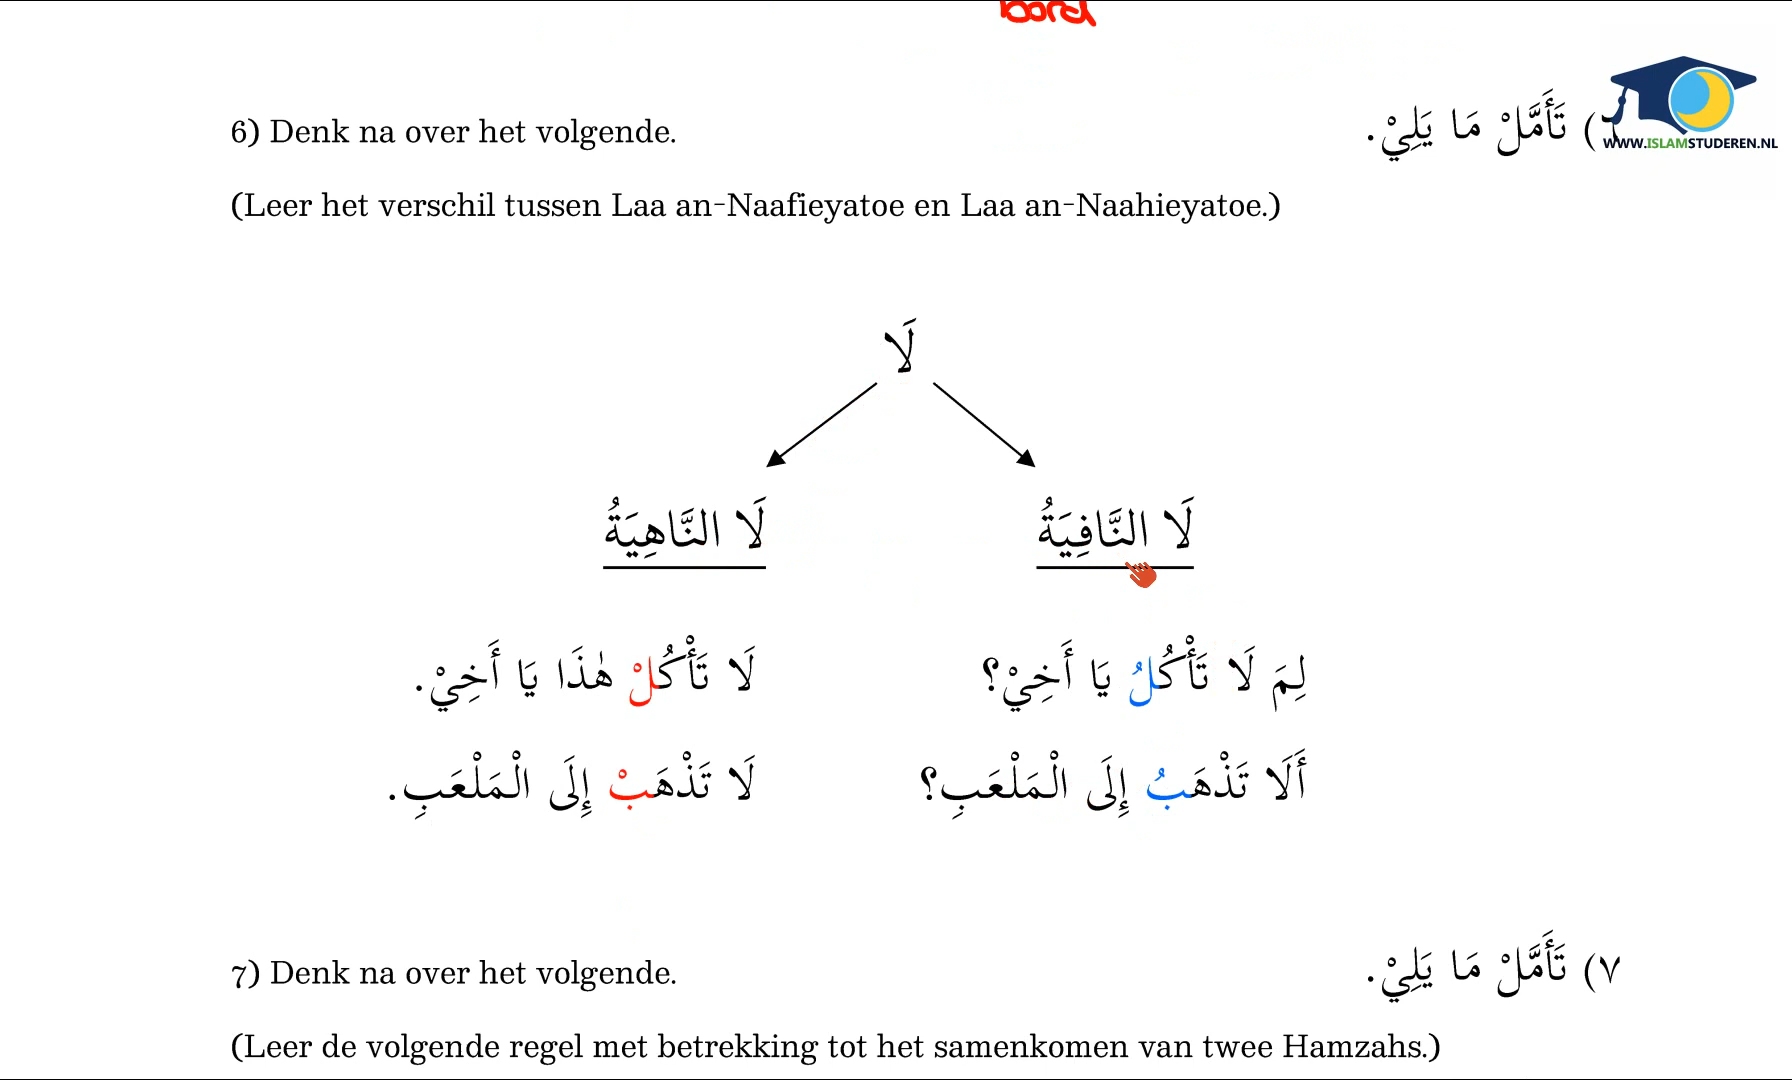 bord
6) Denk na over het volgende.
٦) تَأَمَّلْ مَا يَلِيْ.
WWW.ISLAMSTUDEREN.NL
(Leer het verschil tussen Laa an-Naafieyatoe en Laa an-Naahieyatoe.)
لَا
لَا النَّافِيَةُ
لَا النَّاهِيَةُ
لِمَ لَا تَأْكُلُ يَا أَخِيْ؟
لَا تَأْكُلْ هٰذَا يَا أَخِيْ.
أَلَا تَذْهَبُ إِلَى الْمَلْعَبِ؟
لَا تَذْهَبْ إِلَى الْمَلْعَبِ.
7) Denk na over het volgende.
٧) تَأَمَّلْ مَا يَلِيْ.
(Leer de volgende regel met betrekking tot het samenkomen van twee Hamzahs.)